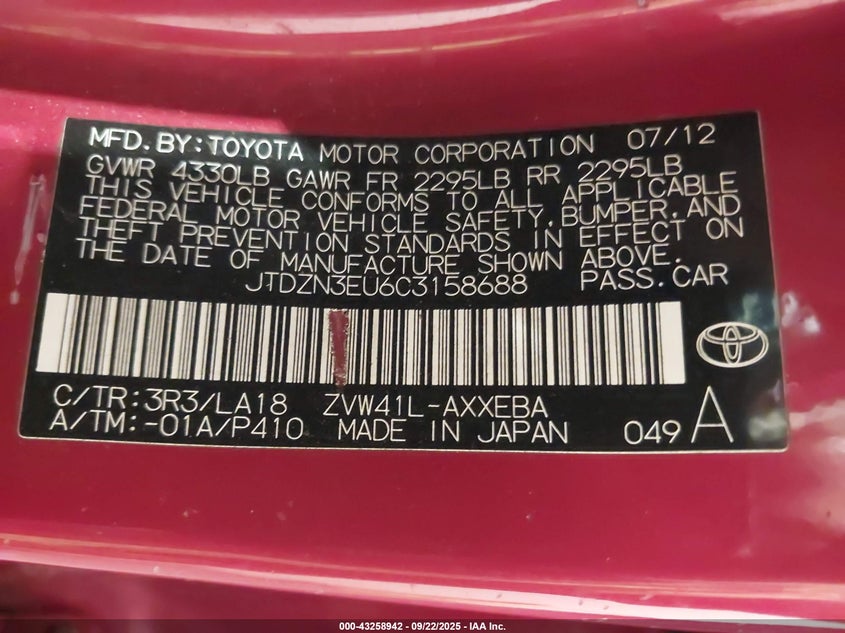 MFD.BY:TOYOTA MOTOR CORPORATION 07/12
GVWR 4330LB GAWR FR 2295LB RR 2295LB
THIS VEHICLE CONFORMS TO ALL APPLICABLE
FEDERAL MOTOR VEHICLE SAFETY,BUMPER,AND
THEFT PREVENTION STANDARDS IN EFFECT ON
THE DATE OF MANUFACTURE SHOWN ABOVE.
JTDZN3EU6C3158688 PASS.CAR
C/TR:3R3/LA18 ZVW41L-AXXEBA
A/TM:-01A/P410 MADE IN JAPAN 049 A
000-43258942 - 09/22/2025 - IAA Inc.